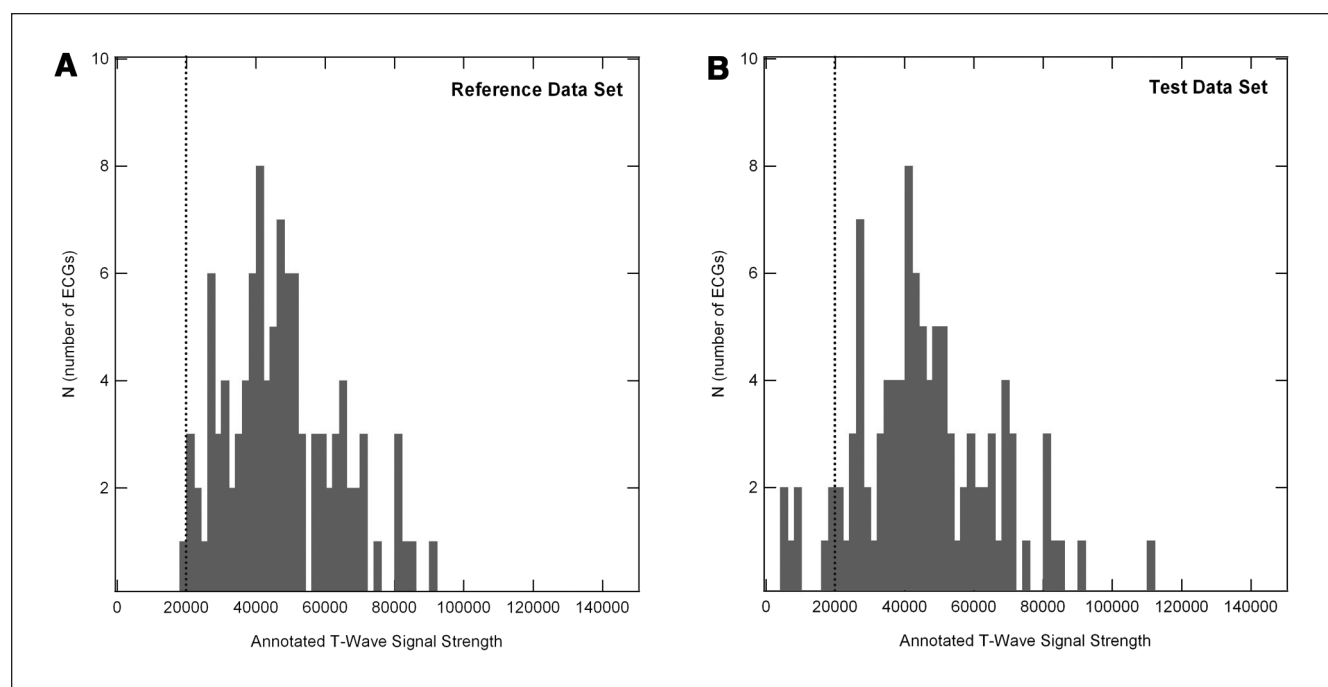 A
Reference Data Set
10
8
6
4
2
N (number of ECGs)
0 20000 40000 60000 80000 100000 120000 140000
Annotated T-Wave Signal Strength
B
Test Data Set
10
8
6
4
2
N (number of ECGs)
0 20000 40000 60000 80000 100000 120000 140000
Annotated T-Wave Signal Strength